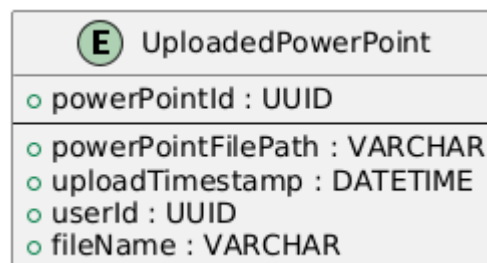 E UploadedPowerPoint
powerPointId : UUID
powerPointFilePath : VARCHAR
uploadTimestamp : DATETIME
userId : UUID
fileName : VARCHAR